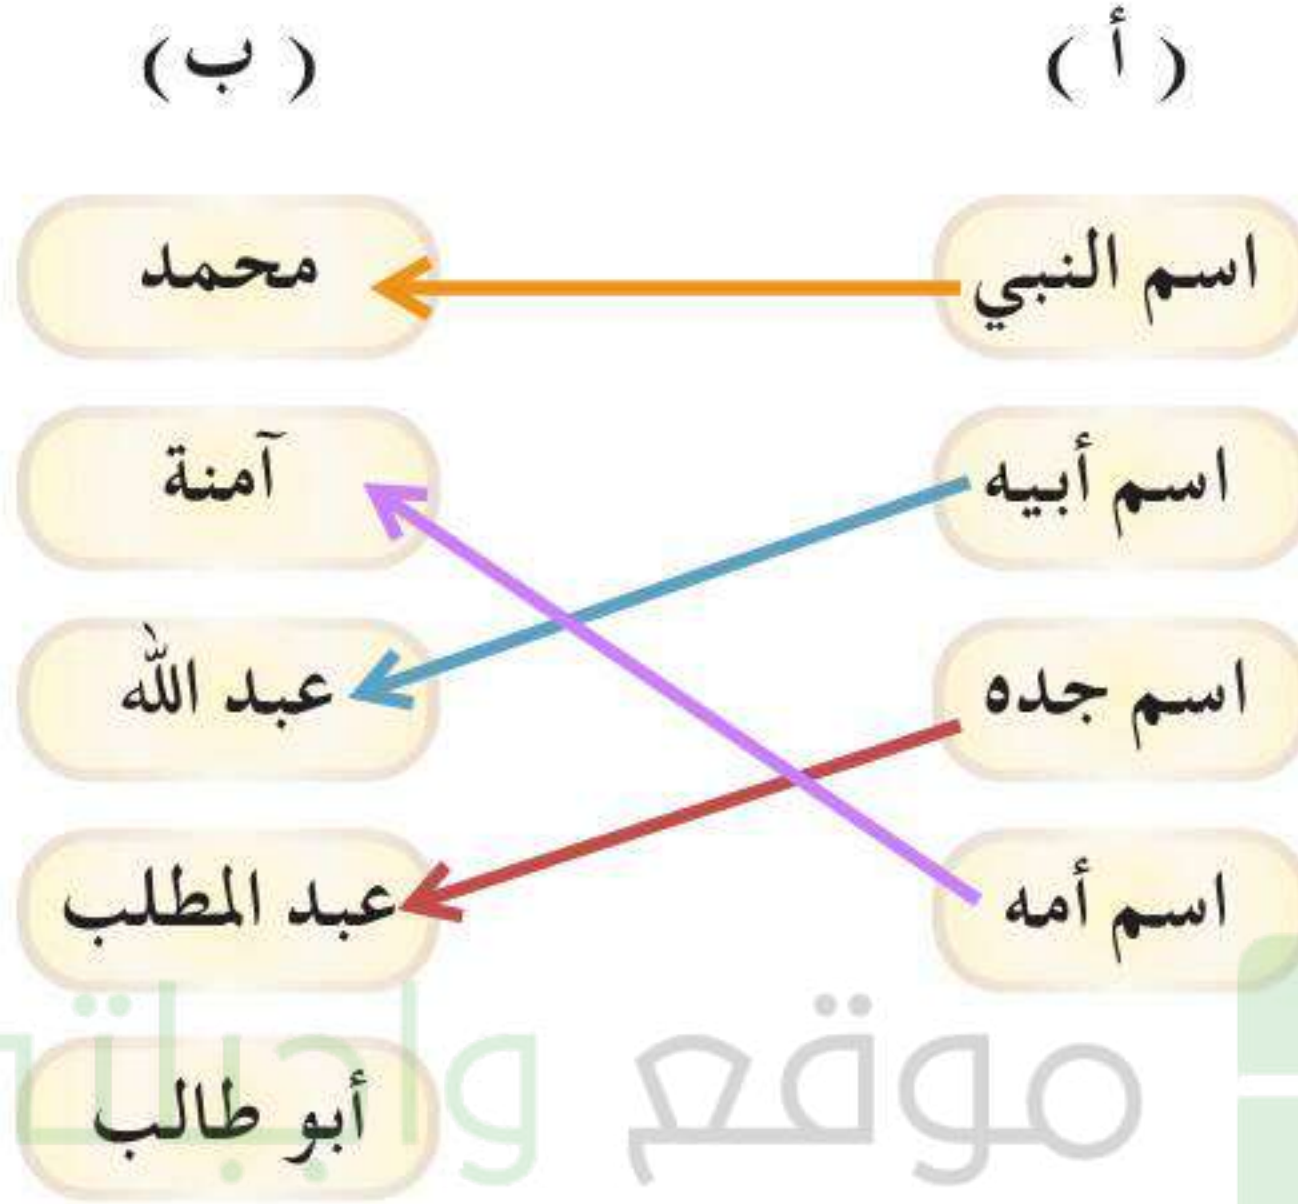 ( أ ) ( ب )
اسم النبي محمد
اسم أبيه آمنة
اسم جده عبد الله
اسم أمه عبد المطلب
أبو طالب
موقع واجباتي